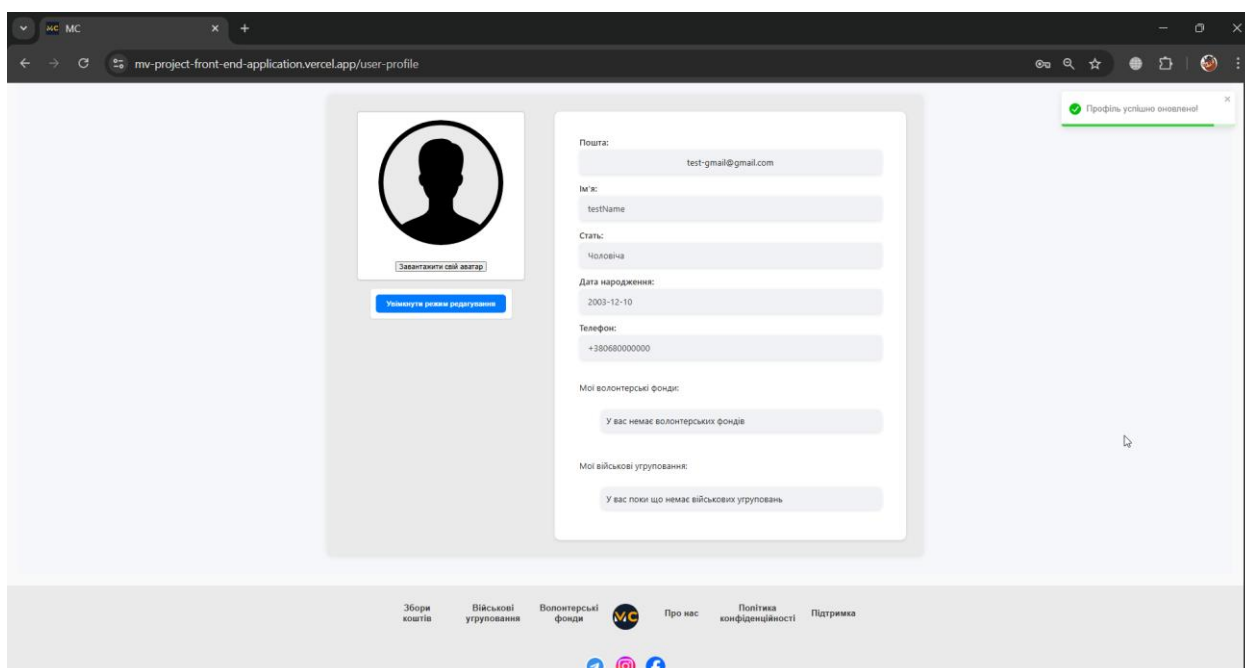 MC MC
mv-project-front-end-application.vercel.app/user-profile
Профіль успішно оновлено!
Завантажити свій аватар
Увімкнути режим редагування
Пошта:
test-gmail@gmail.com
Ім'я:
testName
Стать:
Чоловіча
Дата народження:
2003-12-10
Телефон:
+380680000000
Мої волонтерські фонди:
У вас немає волонтерських фондів
Мої військові угруповання:
У вас поки що немає військових угруповань
Збори коштів
Військові угруповання
Волонтерські фонди
MC
Про нас
Політика конфіденційності
Підтримка